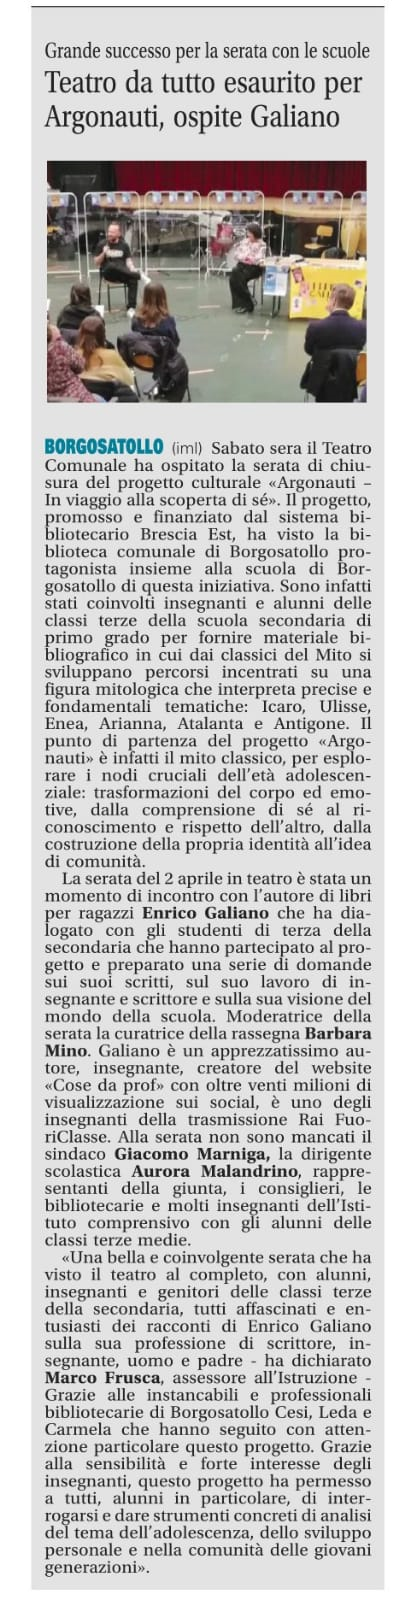 Grande successo per la serata con le scuole
Teatro da tutto esaurito per
Argonauti, ospite Galiano
BORGOSATOLLO (iml) Sabato sera il Teatro
Comunale ha ospitato la serata di chiu-
sura del progetto culturale «Argonauti –
In viaggio alla scoperta di sé». Il progetto,
promosso e finanziato dal sistema bi-
bliotecario Brescia Est, ha visto la bi-
blioteca comunale di Borgosatollo pro-
tagonista insieme alla scuola di Bor-
gosatollo di questa iniziativa. Sono infatti
stati coinvolti insegnanti e alunni delle
classi terze della scuola secondaria di
primo grado per fornire materiale bi-
bliografico in cui dai classici del Mito si
sviluppano percorsi incentrati su una
figura mitologica che interpreta precise e
fondamentali tematiche: Icaro, Ulisse,
Enea, Arianna, Atalanta e Antigone. Il
punto di partenza del progetto «Argo-
nauti» è infatti il mito classico, per esplo-
rare i nodi cruciali dell'età adolescen-
ziale: trasformazioni del corpo ed emo-
tive, dalla comprensione di sé al ri-
conoscimento e rispetto dell'altro, dalla
costruzione della propria identità all'idea
di comunità.
La serata del 2 aprile in teatro è stata un
momento di incontro con l'autore di libri
per ragazzi Enrico Galiano che ha dia-
logato con gli studenti di terza della
secondaria che hanno partecipato al pro-
getto e preparato una serie di domande
sui suoi scritti, sul suo lavoro di in-
segnante e scrittore e sulla sua visione del
mondo della scuola. Moderatrice della
serata la curatrice della rassegna Barbara
Mino. Galiano è un apprezzatissimo au-
tore, insegnante, creatore del website
«Cose da prof» con oltre venti milioni di
visualizzazione sui social, è uno degli
insegnanti della trasmissione Rai Fuo-
riClasse. Alla serata non sono mancati il
sindaco Giacomo Marniga, la dirigente
scolastica Aurora Malandrino, rappre-
sentanti della giunta, i consiglieri, le
bibliotecarie e molti insegnanti dell'Isti-
tuto comprensivo con gli alunni delle
classi terze medie.
«Una bella e coinvolgente serata che ha
visto il teatro al completo, con alunni,
insegnanti e genitori delle classi terze
della secondaria, tutti affascinati e en-
tusiasti dei racconti di Enrico Galiano
sulla sua professione di scrittore, in-
segnante, uomo e padre - ha dichiarato
Marco Frusca, assessore all'Istruzione -
Grazie alle instancabili e professionali
bibliotecarie di Borgosatollo Cesi, Leda e
Carmela che hanno seguito con atten-
zione particolare questo progetto. Grazie
alla sensibilità e forte interesse degli
insegnanti, questo progetto ha permesso
a tutti, alunni in particolare, di inter-
rogarsi e dare strumenti concreti di analisi
del tema dell'adolescenza, dello sviluppo
personale e nella comunità delle giovani
generazioni».